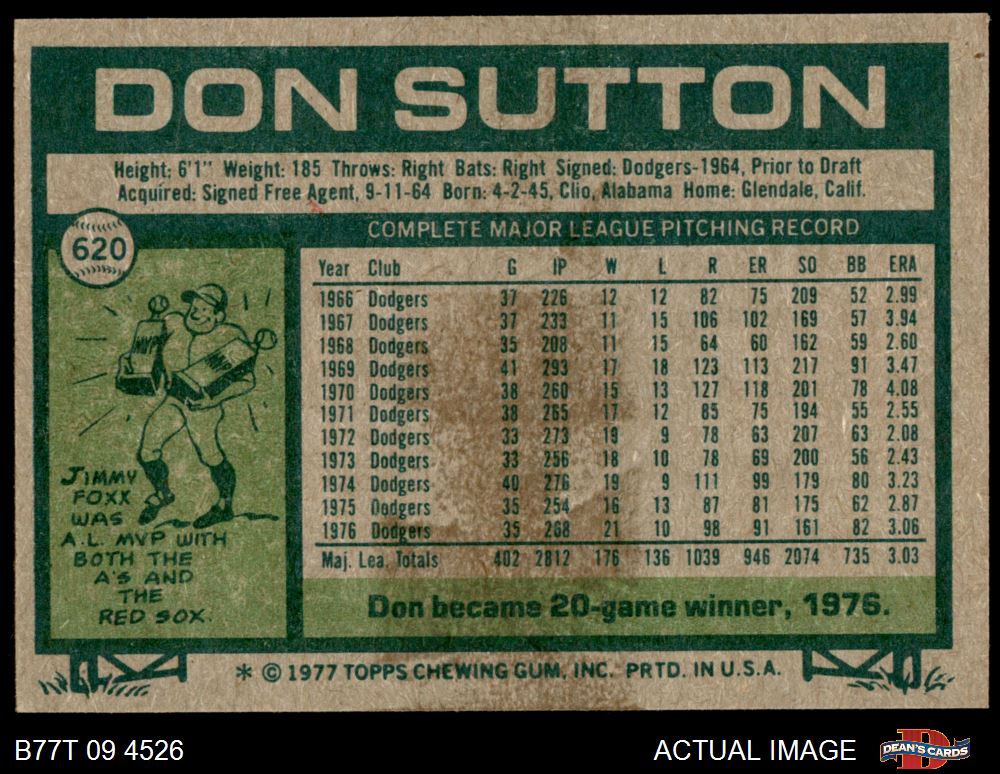 DON SUTTON
Height: 6'1" Weight: 185 Throws: Right Bats: Right Signed: Dodgers-1964, Prior to Draft
Acquired: Signed Free Agent, 9-11-64 Born: 4-2-45, Clio, Alabama Home: Glendale, Calif.
620
COMPLETE MAJOR LEAGUE PITCHING RECORD
Year Club G IP W L R ER SO BB ERA
1966 Dodgers 37 226 12 12 82 75 209 52 2.99
1967 Dodgers 37 233 11 15 106 102 169 57 3.94
1968 Dodgers 35 208 11 15 64 60 162 59 2.60
1969 Dodgers 41 293 17 18 123 113 217 91 3.47
1970 Dodgers 38 260 15 13 127 118 201 78 4.08
1971 Dodgers 38 265 17 12 85 75 194 55 2.55
1972 Dodgers 33 273 19 9 78 63 207 63 2.08
1973 Dodgers 33 256 18 10 78 69 200 56 2.43
1974 Dodgers 40 276 19 9 111 99 179 80 3.23
1975 Dodgers 35 254 16 13 87 81 175 62 2.87
1976 Dodgers 35 268 21 10 98 91 161 82 3.06
Maj. Lea. Totals 402 2812 176 136 1039 946 2074 735 3.03
Don became 20-game winner, 1976.
MVP
MVP
JIMMY
FOXX
WAS
A.L. MVP WITH
BOTH THE
A'S AND
THE
RED SOX.
* © 1977 TOPPS CHEWING GUM, INC. PRTD. IN U.S.A.
B77T 09 4526
ACTUAL IMAGE
D
DEAN'S CARDS